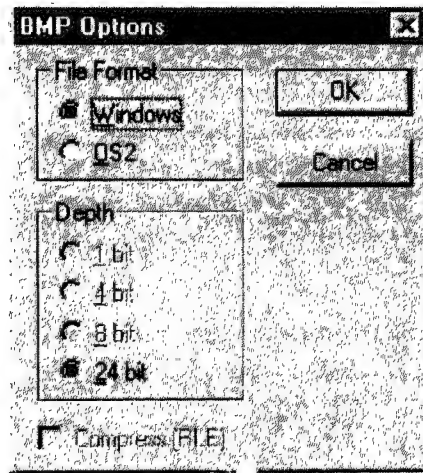 BMP Options
File Format
Windows
OS2
OK
Cancel
Depth
1 bit
4 bit
8 bit
24 bit
Compress (RLE)